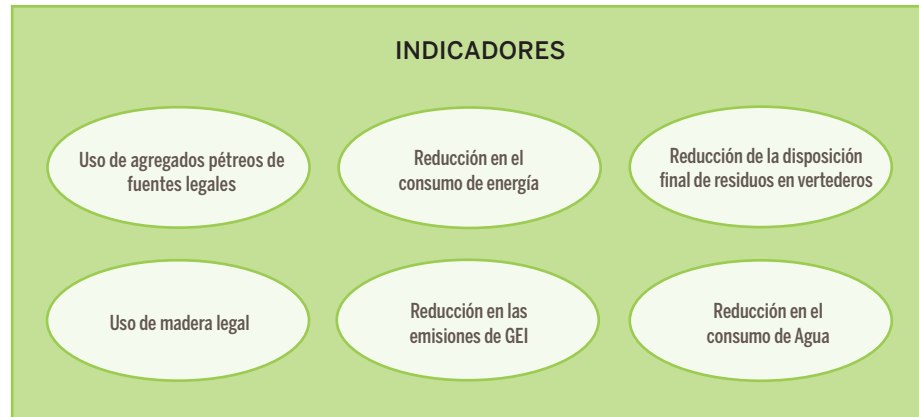 INDICADORES
Uso de agregados pétreos de
fuentes legales
Reducción en el
consumo de energía
Reducción de la disposición
final de residuos en vertederos
Uso de madera legal
Reducción en las
emisiones de GEI
Reducción en el
consumo de Agua